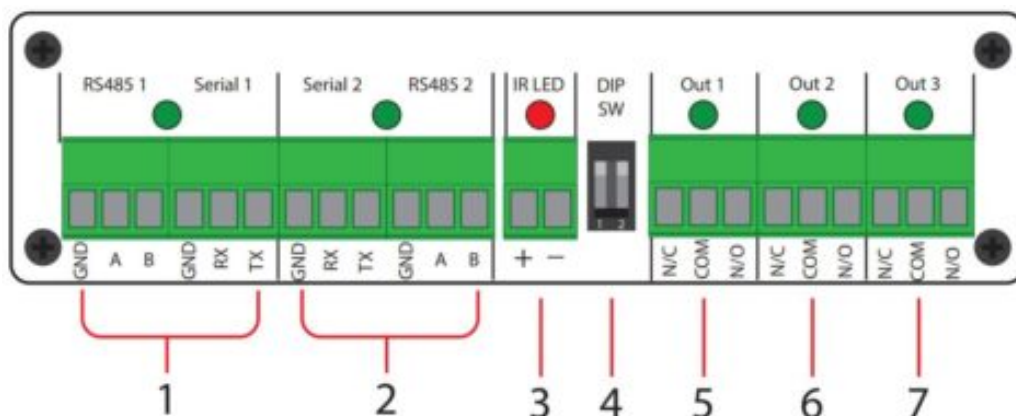 RS485 1 Serial 1 Serial 2 RS485 2 IR LED DIP SW Out 1 Out 2 Out 3
1 2
GND A B GND RX TX GND RX TX GND A B + − N/C COM N/O N/C COM N/O N/C COM N/O
1 2 3 4 5 6 7